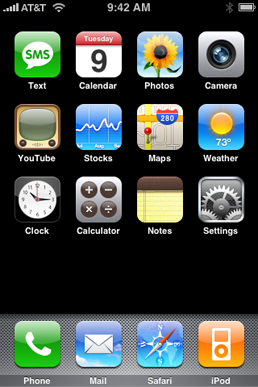 AT&T 9:42 AM
SMS Tuesday 9 280 73°
Text Calendar Photos Camera
YouTube Stocks Maps Weather
Clock Calculator Notes Settings
Phone Mail Safari iPod